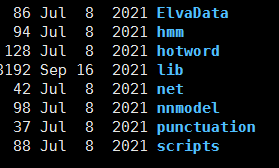 86 Jul 8 2021 ElvaData
94 Jul 8 2021 hmm
128 Jul 8 2021 hotword
3192 Sep 16 2021 lib
42 Jul 8 2021 net
98 Jul 8 2021 nnmodel
37 Jul 8 2021 punctuation
88 Jul 8 2021 scripts